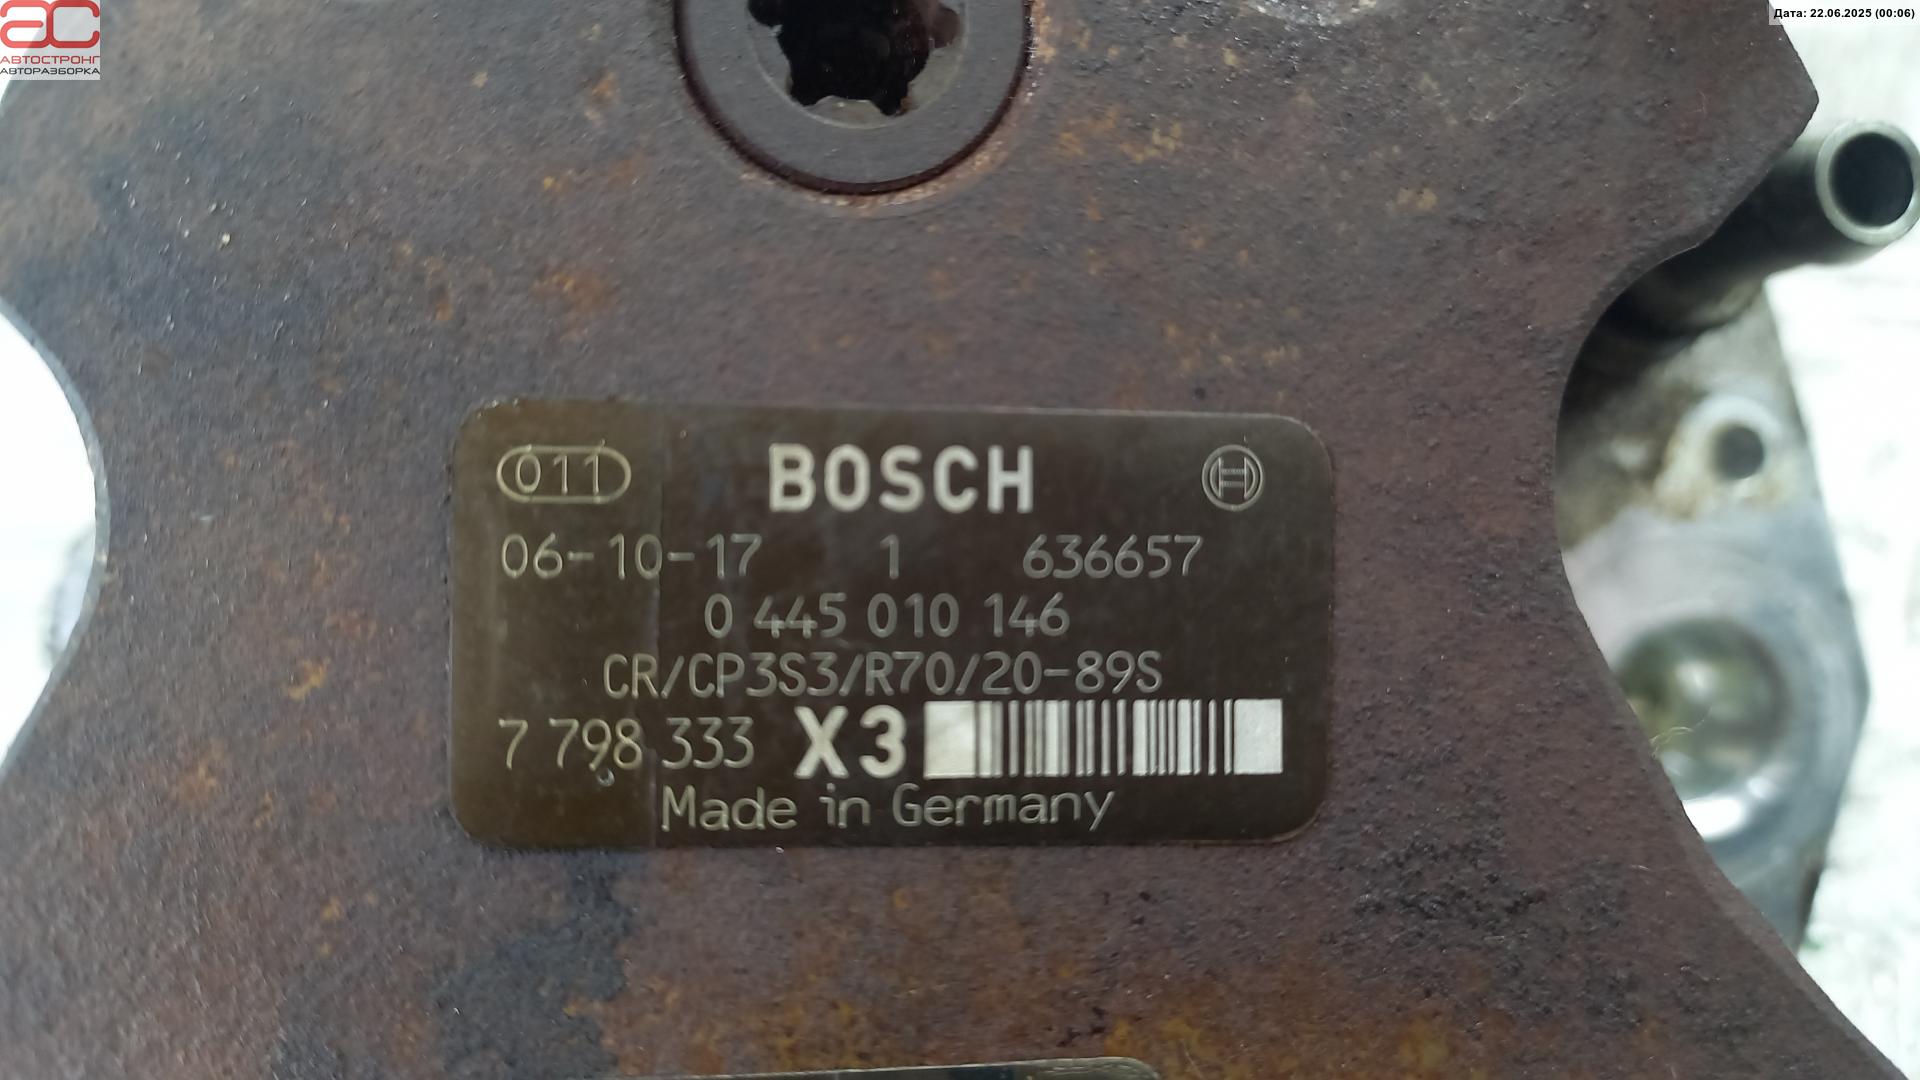 ас
АВТОСТРОНГ
АВТОРАЗБОРКА
Дата: 22.06.2025 (00:06)
011 BOSCH
06-10-17 1 636657
0 445 010 146
CR/CP3S3/R70/20-89S
7 798 333 X3
Made in Germany